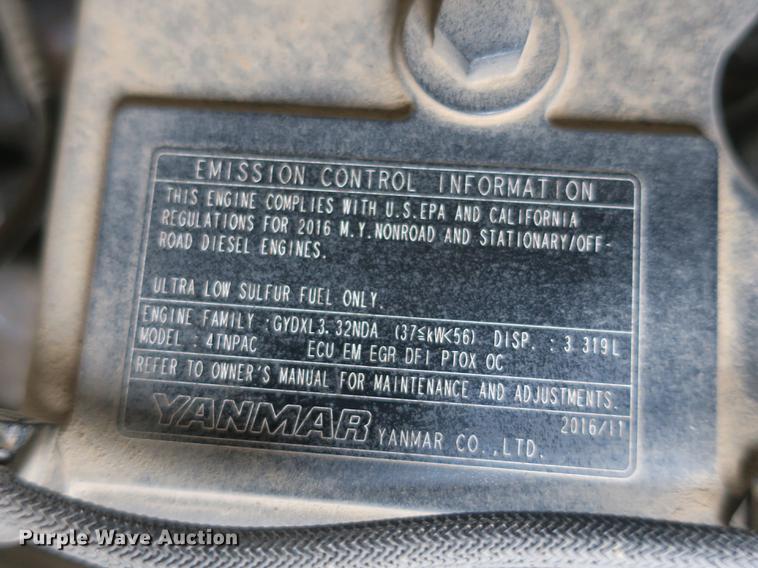 EMISSION CONTROL INFORMATION
THIS ENGINE COMPLIES WITH U.S.EPA AND CALIFORNIA
REGULATIONS FOR 2016 M.Y.NONROAD AND STATIONARY/OFF-
ROAD DIESEL ENGINES.
ULTRA LOW SULFUR FUEL ONLY.
ENGINE FAMILY :GYDXL3.32NDA (37≤kW<56) DISP. : 3.319L
MODEL : 4TNPAC ECU EM EGR DFI PTOX OC
REFER TO OWNER'S MANUAL FOR MAINTENANCE AND ADJUSTMENTS.
2016/11
YANMAR YANMAR CO.,LTD.
Purple Wave Auction